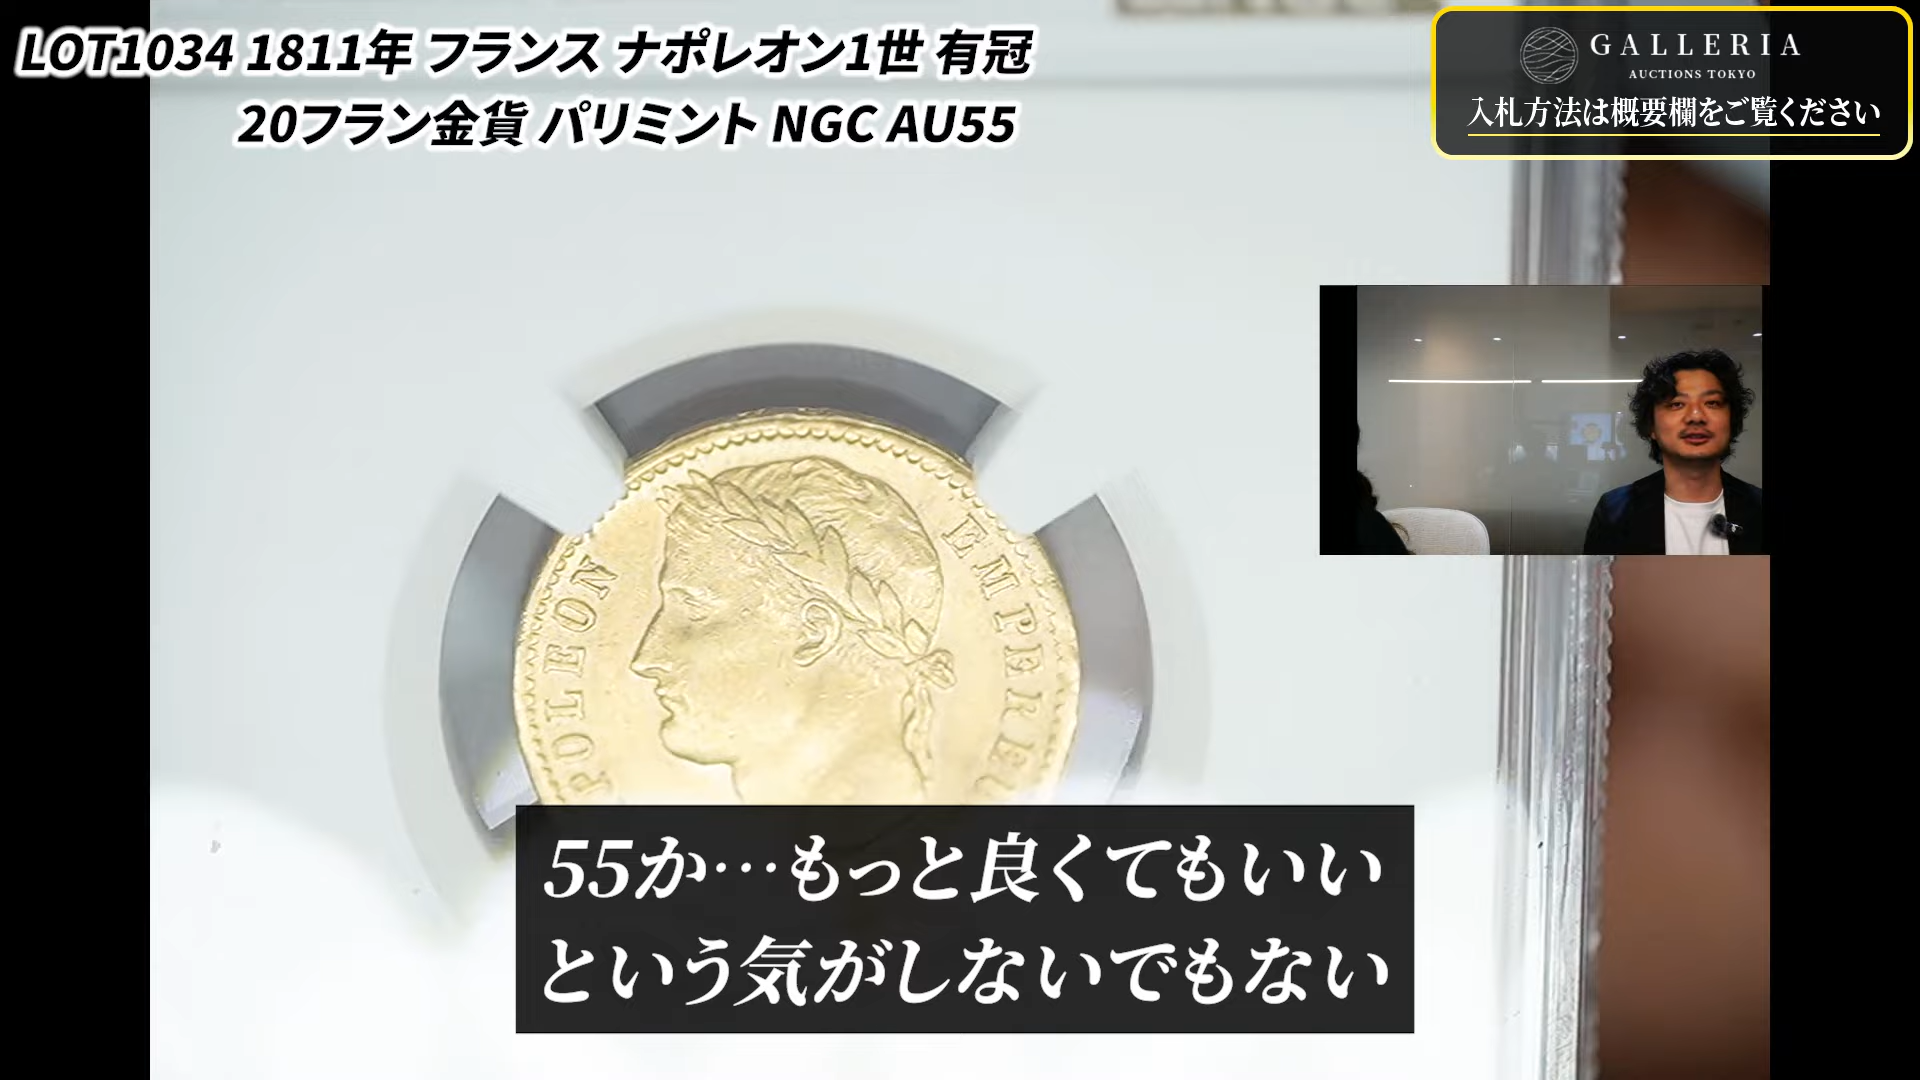 LOT1034 1811年 フランス ナポレオン1世 有冠
20フラン金貨 パリミント NGC AU55
GALLERIA
AUCTIONS TOKYO
入札方法は概要欄をご覧ください
POLEON
EMPERE
55か…もっと良くてもいい
という気がしないでもない